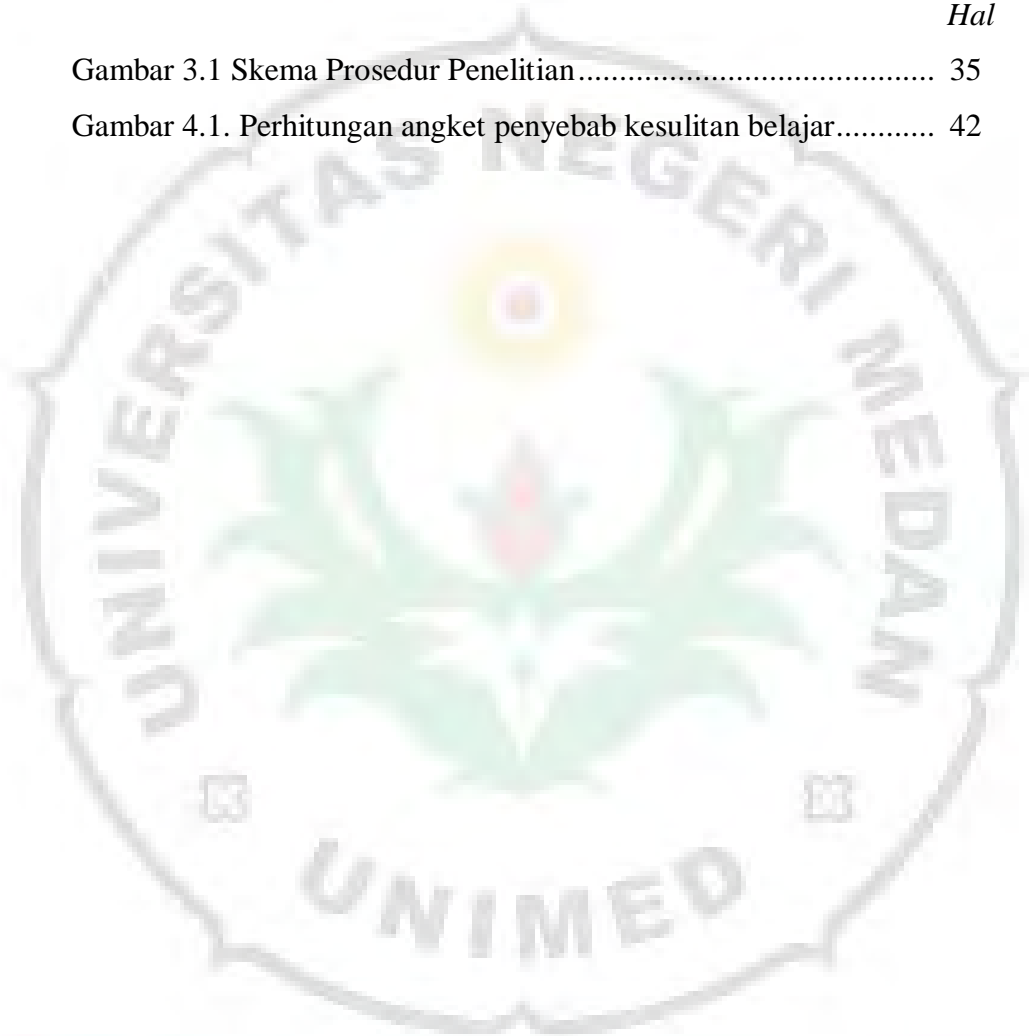 Hal
Gambar 3.1 Skema Prosedur Penelitian........................................... 35
Gambar 4.1. Perhitungan angket penyebab kesulitan belajar............ 42
UNIVERSITAS NEGERI MEDAN
UNIMED